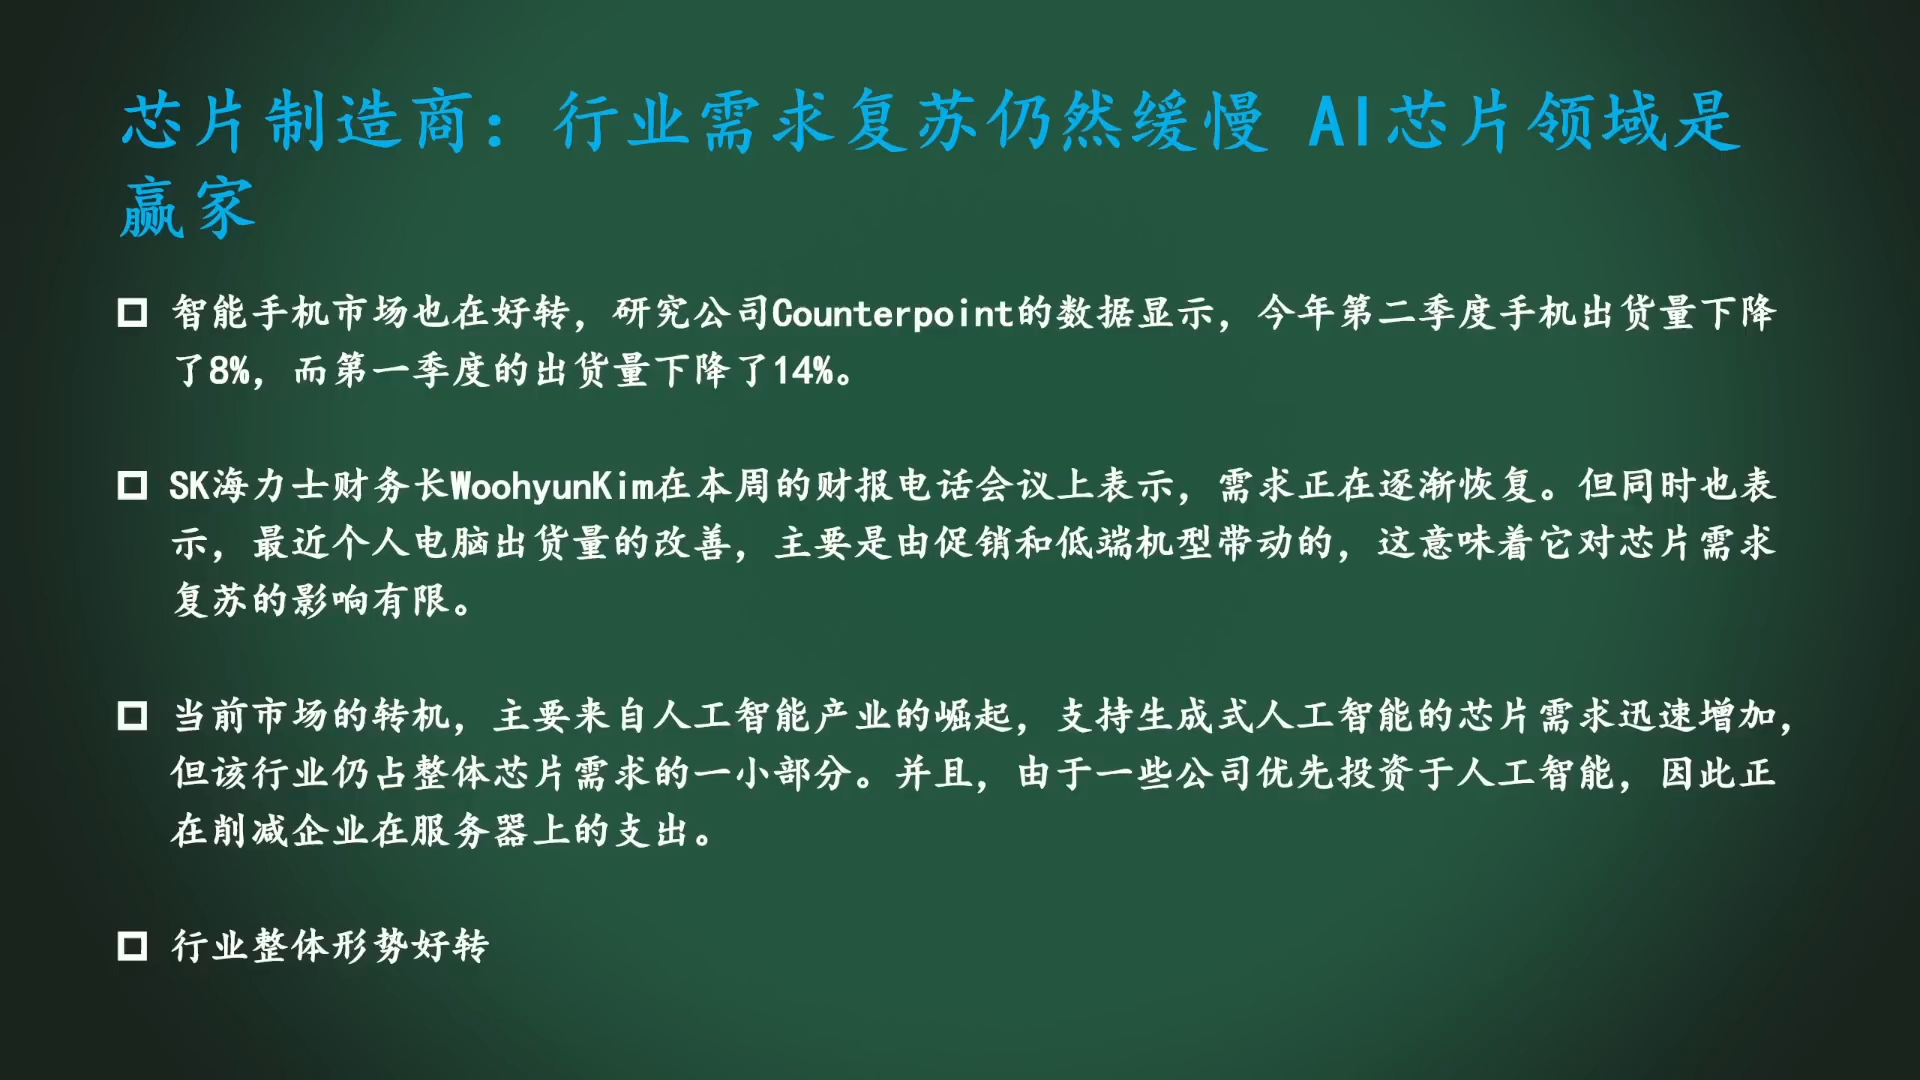 芯片制造商：行业需求复苏仍然缓慢 AI芯片领域是
赢家
智能手机市场也在好转，研究公司Counterpoint的数据显示，今年第二季度手机出货量下降
了8%，而第一季度的出货量下降了14%。
SK海力士财务长WoohyunKim在本周的财报电话会议上表示，需求正在逐渐恢复。但同时也表
示，最近个人电脑出货量的改善，主要是由促销和低端机型带动的，这意味着它对芯片需求
复苏的影响有限。
当前市场的转机，主要来自人工智能产业的崛起，支持生成式人工智能的芯片需求迅速增加，
但该行业仍占整体芯片需求的一小部分。并且，由于一些公司优先投资于人工智能，因此正
在削减企业在服务器上的支出。
行业整体形势好转